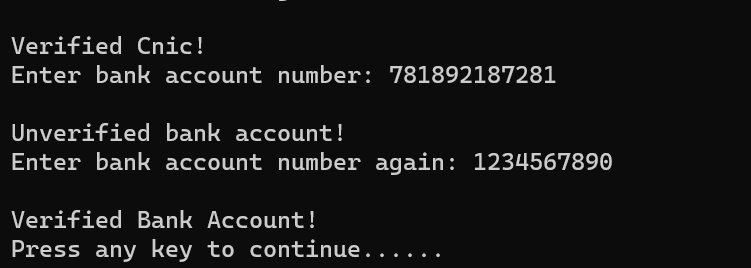 Verified Cnic!
Enter bank account number: 781892187281
Unverified bank account!
Enter bank account number again: 1234567890
Verified Bank Account!
Press any key to continue......